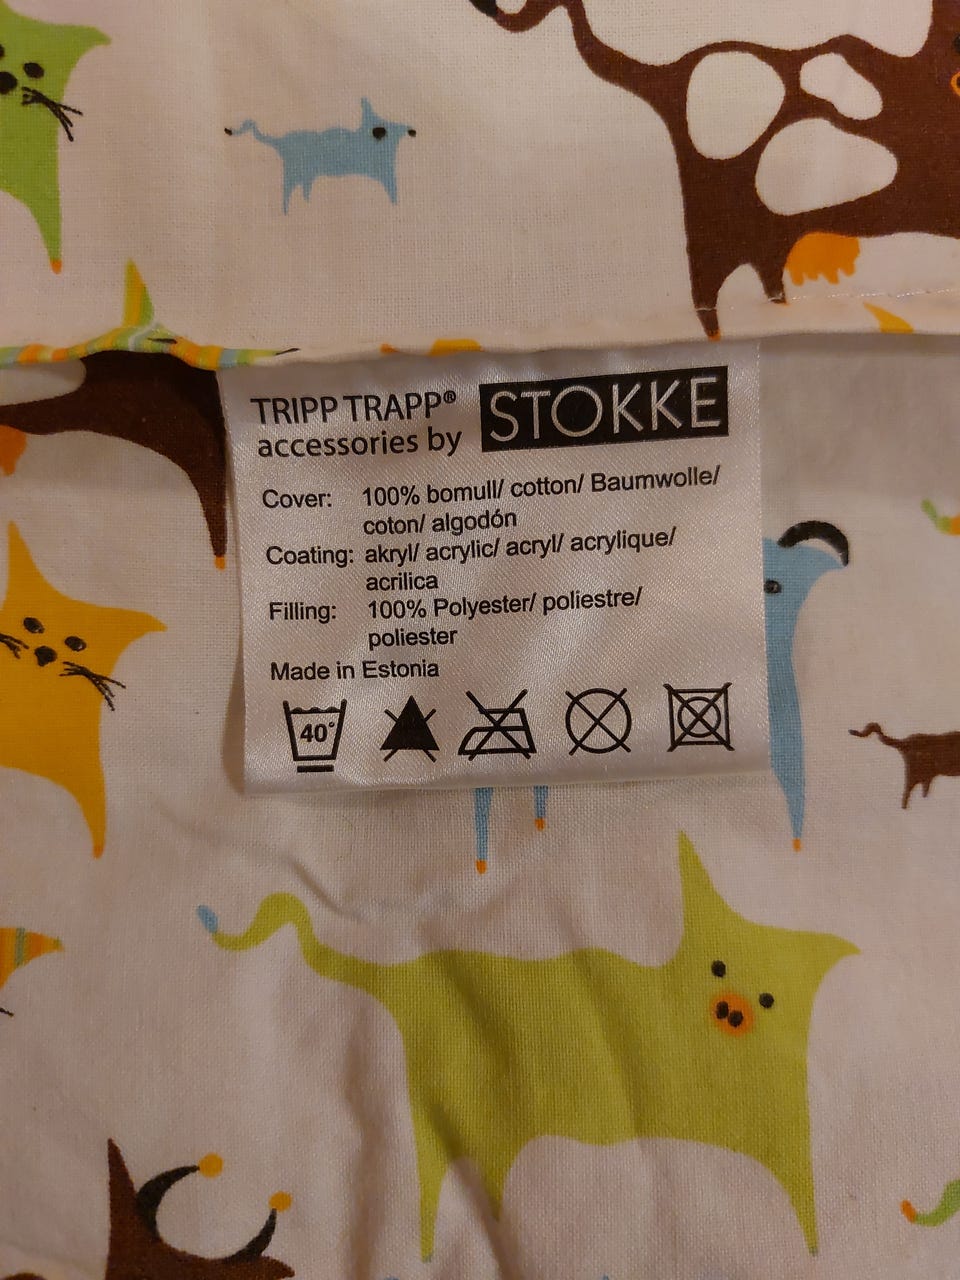 TRIPP TRAPP® STOKKE
accessories by
Cover: 100% bomull/ cotton/ Baumwolle/
coton/ algodón
Coating: akryl/ acrylic/ acryl/ acrylique/
acrilica
Filling: 100% Polyester/ poliestre/
poliester
Made in Estonia
40°